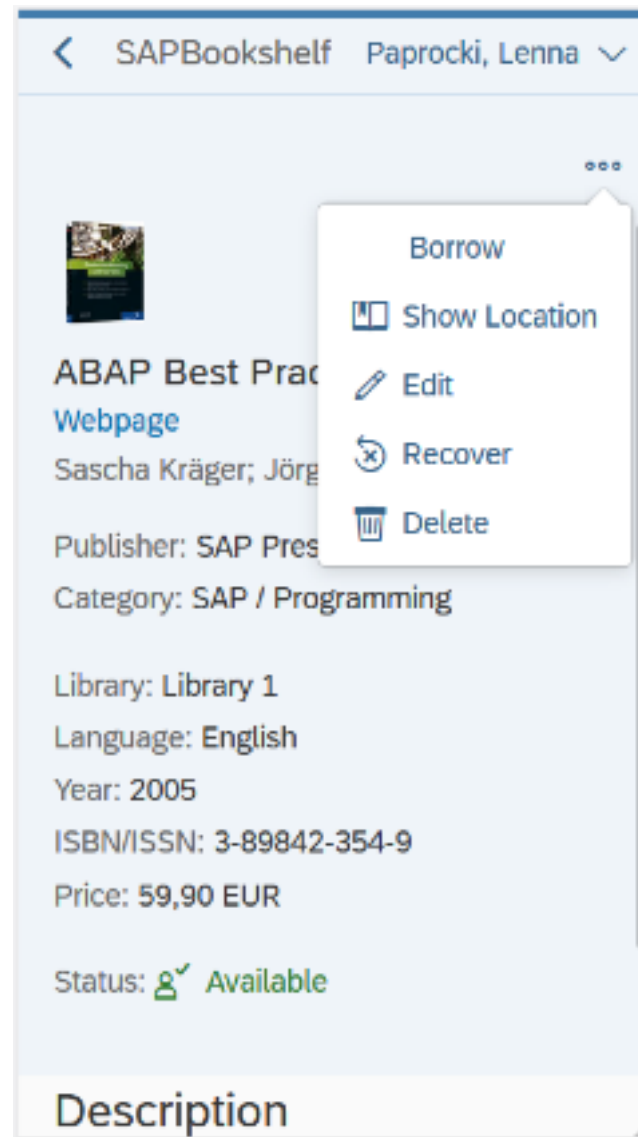 SAPBookshelf Paprocki, Lenna
Borrow
Show Location
Edit
Recover
Delete
ABAP Best Prac
Webpage
Sascha Kräger; Jörg
Publisher: SAP Pres
Category: SAP / Programming
Library: Library 1
Language: English
Year: 2005
ISBN/ISSN: 3-89842-354-9
Price: 59,90 EUR
Status: Available
Description